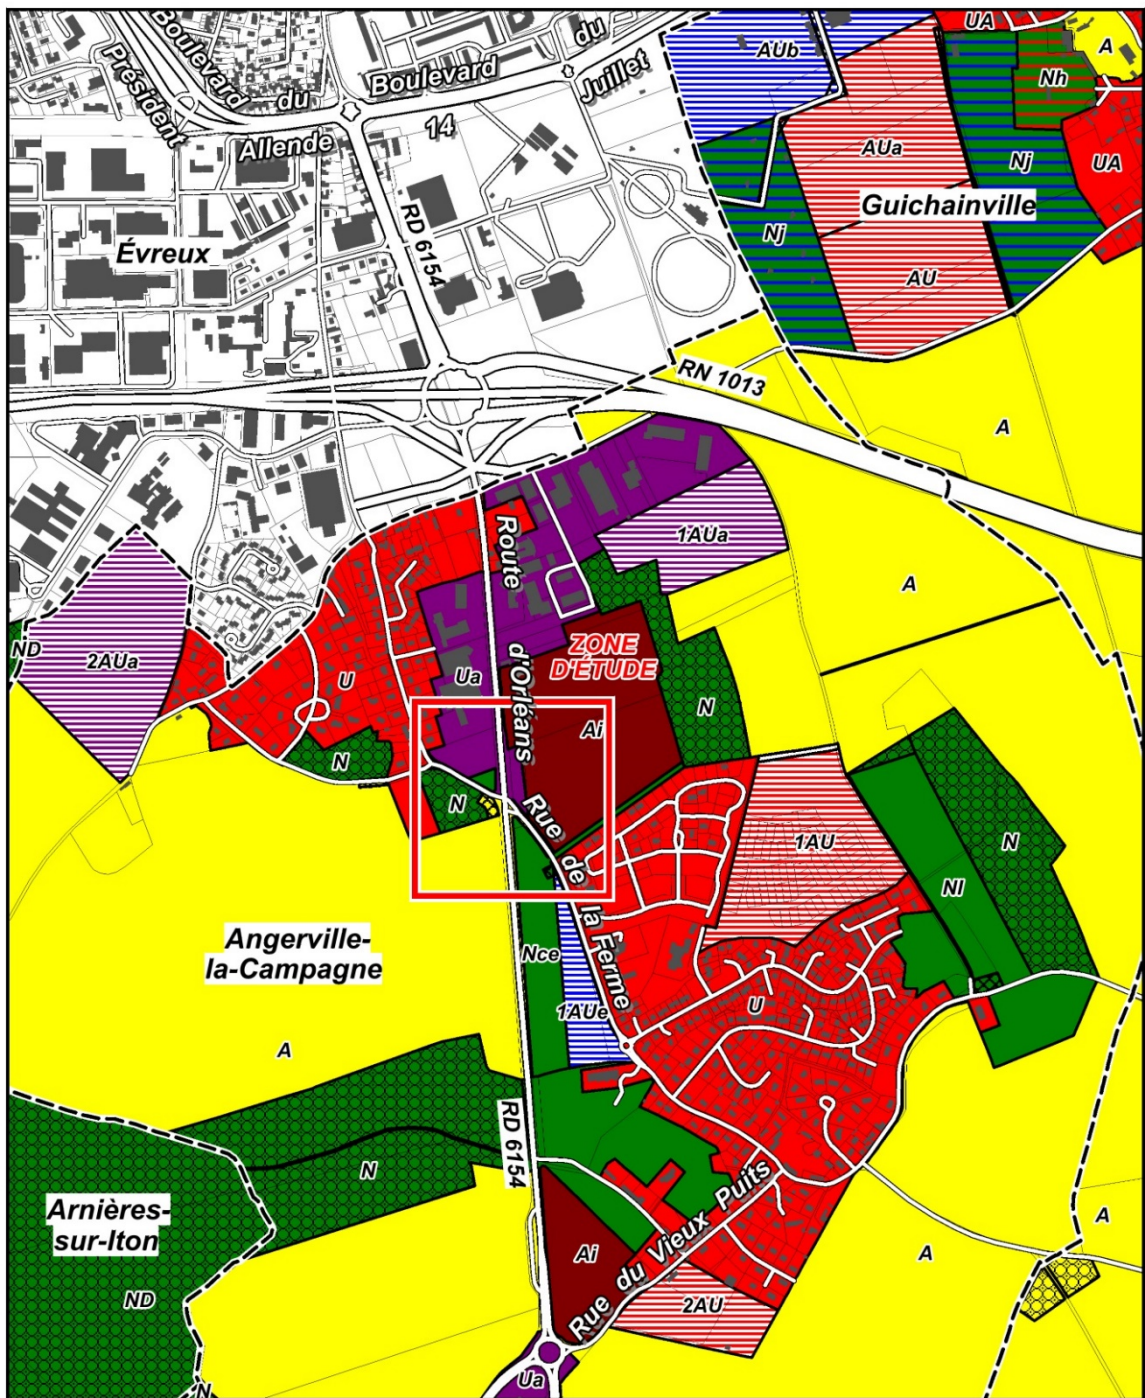 Boulevard
du
Président
Allende
Boulevard
du
14
Juillet
RD 6154
Évreux
AUb
UA
A
Nh
AUa
Nj
UA
Guichainville
Nj
AU
RN 1013
A
Route
d'Orléans
1AUa
A
ND
2AUa
U
Ua
ZONE
D'ÉTUDE
Ai
N
N
N
Rue de la Ferme
1AU
N
Nl
Angerville-
la-Campagne
Nce
1AUe
U
A
RD 6154
N
Arnières-
sur-Iton
ND
Ai
Rue du Vieux Puits
2AU
A
A
Ua
N